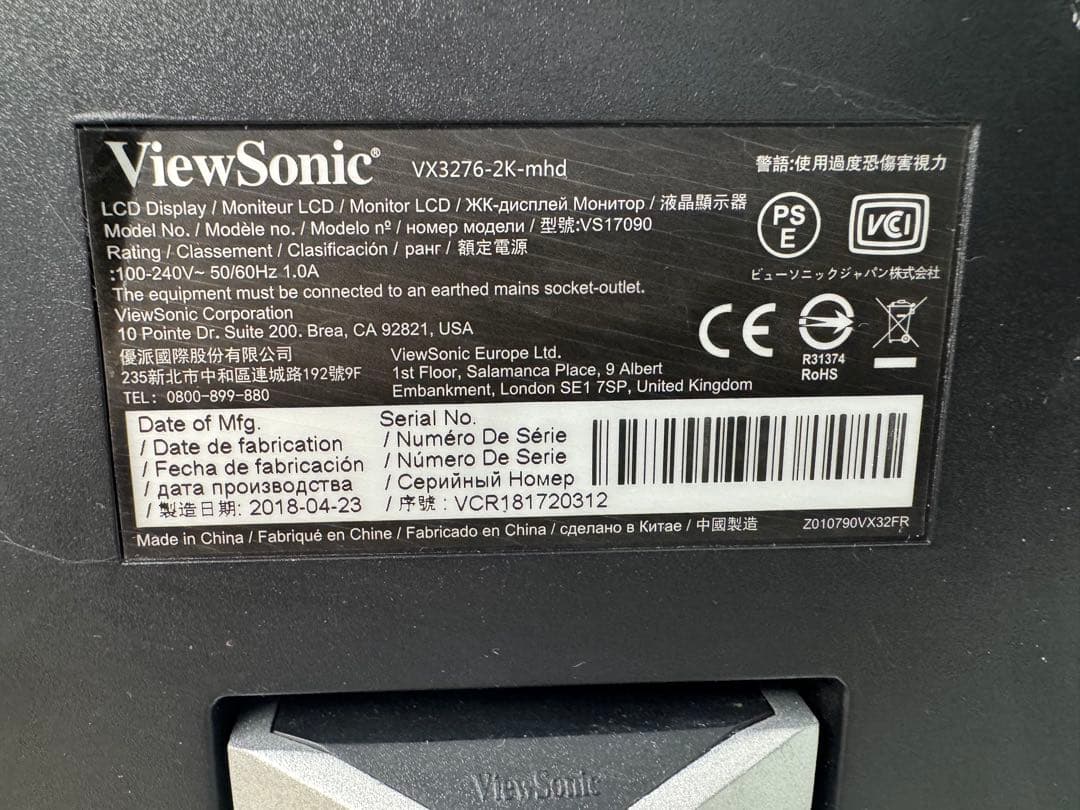 ViewSonic® VX3276-2K-mhd
警語:使用過度恐傷害視力
LCD Display / Moniteur LCD / Monitor LCD / ЖК-дисплей Монитор / 液晶顯示器
Model No. / Modèle no. / Modelo nº / номер модели / 型號:VS17090
Rating / Classement / Clasificación / ранг / 額定電源
:100-240V~ 50/60Hz 1.0A
The equipment must be connected to an earthed mains socket-outlet.
PS
E
VCI
ビューソニックジャパン株式会社
ViewSonic Corporation
10 Pointe Dr. Suite 200. Brea, CA 92821, USA
CE
R31374
RoHS
優派國際股份有限公司
235新北市中和區連城路192號9F
TEL: 0800-899-880
ViewSonic Europe Ltd.
1st Floor, Salamanca Place, 9 Albert
Embankment, London SE1 7SP, United Kingdom
Date of Mfg.
/ Date de fabrication
/ Fecha de fabricación
/ дата производства
/ 製造日期: 2018-04-23
Serial No.
/ Numéro De Série
/ Número De Serie
/ Серийный Номер
/ 序號 : VCR181720312
Made in China / Fabriqué en Chine / Fabricado en China / сделано в Китае / 中國製造
Z010790VX32FR
ViewSonic